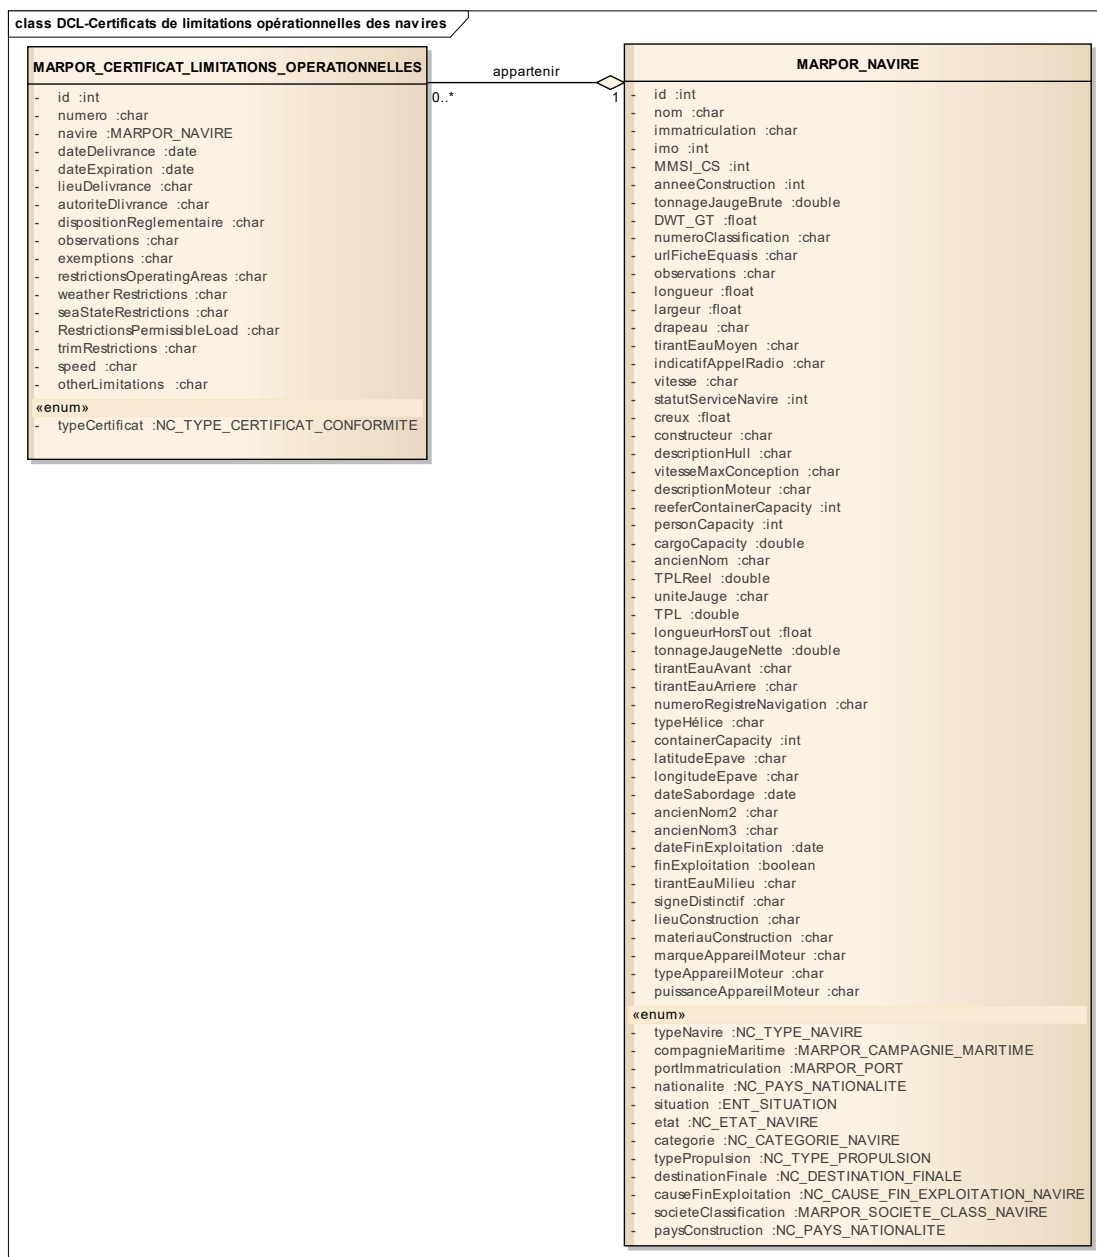 class DCL-Certificats de limitations opérationnelles des navires
MARPOR_CERTIFICAT_LIMITATIONS_OPERATIONNELLES
- id :int
- numero :char
- navire :MARPOR_NAVIRE
- dateDelivrance :date
- dateExpiration :date
- lieuDelivrance :char
- autoriteDlivrance :char
- dispositionReglementaire :char
- observations :char
- exemptions :char
- restrictionsOperatingAreas :char
- weather Restrictions :char
- seaStateRestrictions :char
- RestrictionsPermissibleLoad :char
- trimRestrictions :char
- speed :char
- otherLimitations :char
«enum»
- typeCertificat :NC_TYPE_CERTIFICAT_CONFORMITE
appartenir
0..*
1
MARPOR_NAVIRE
- id :int
- nom :char
- immatriculation :char
- imo :int
- MMSI_CS :int
- anneeConstruction :int
- tonnageJaugeBrute :double
- DWT_GT :float
- numeroClassification :char
- urlFicheEquasis :char
- observations :char
- longueur :float
- largeur :float
- drapeau :char
- tirantEauMoyen :char
- indicatifAppelRadio :char
- vitesse :char
- statutServiceNavire :int
- creux :float
- constructeur :char
- descriptionHull :char
- vitesseMaxConception :char
- descriptionMoteur :char
- reeferContainerCapacity :int
- personCapacity :int
- cargoCapacity :double
- ancienNom :char
- TPLReel :double
- uniteJauge :char
- TPL :double
- longueurHorsTout :float
- tonnageJaugeNette :double
- tirantEauAvant :char
- tirantEauArriere :char
- numeroRegistreNavigation :char
- typeHélice :char
- containerCapacity :int
- latitudeEpave :char
- longitudeEpave :char
- dateSabordage :date
- ancienNom2 :char
- ancienNom3 :char
- dateFinExploitation :date
- finExploitation :boolean
- tirantEauMilieu :char
- signeDistinctif :char
- lieuConstruction :char
- materiauConstruction :char
- marqueAppareilMoteur :char
- typeAppareilMoteur :char
- puissanceAppareilMoteur :char
«enum»
- typeNavire :NC_TYPE_NAVIRE
- compagnieMaritime :MARPOR_CAMPAGNIE_MARITIME
- portImmatriculation :MARPOR_PORT
- nationalite :NC_PAYS_NATIONALITE
- situation :ENT_SITUATION
- etat :NC_ETAT_NAVIRE
- categorie :NC_CATEGORIE_NAVIRE
- typePropulsion :NC_TYPE_PROPULSION
- destinationFinale :NC_DESTINATION_FINALE
- causeFinExploitation :NC_CAUSE_FIN_EXPLOITATION_NAVIRE
- societeClassification :MARPOR_SOCIETE_CLASS_NAVIRE
- paysConstruction :NC_PAYS_NATIONALITE